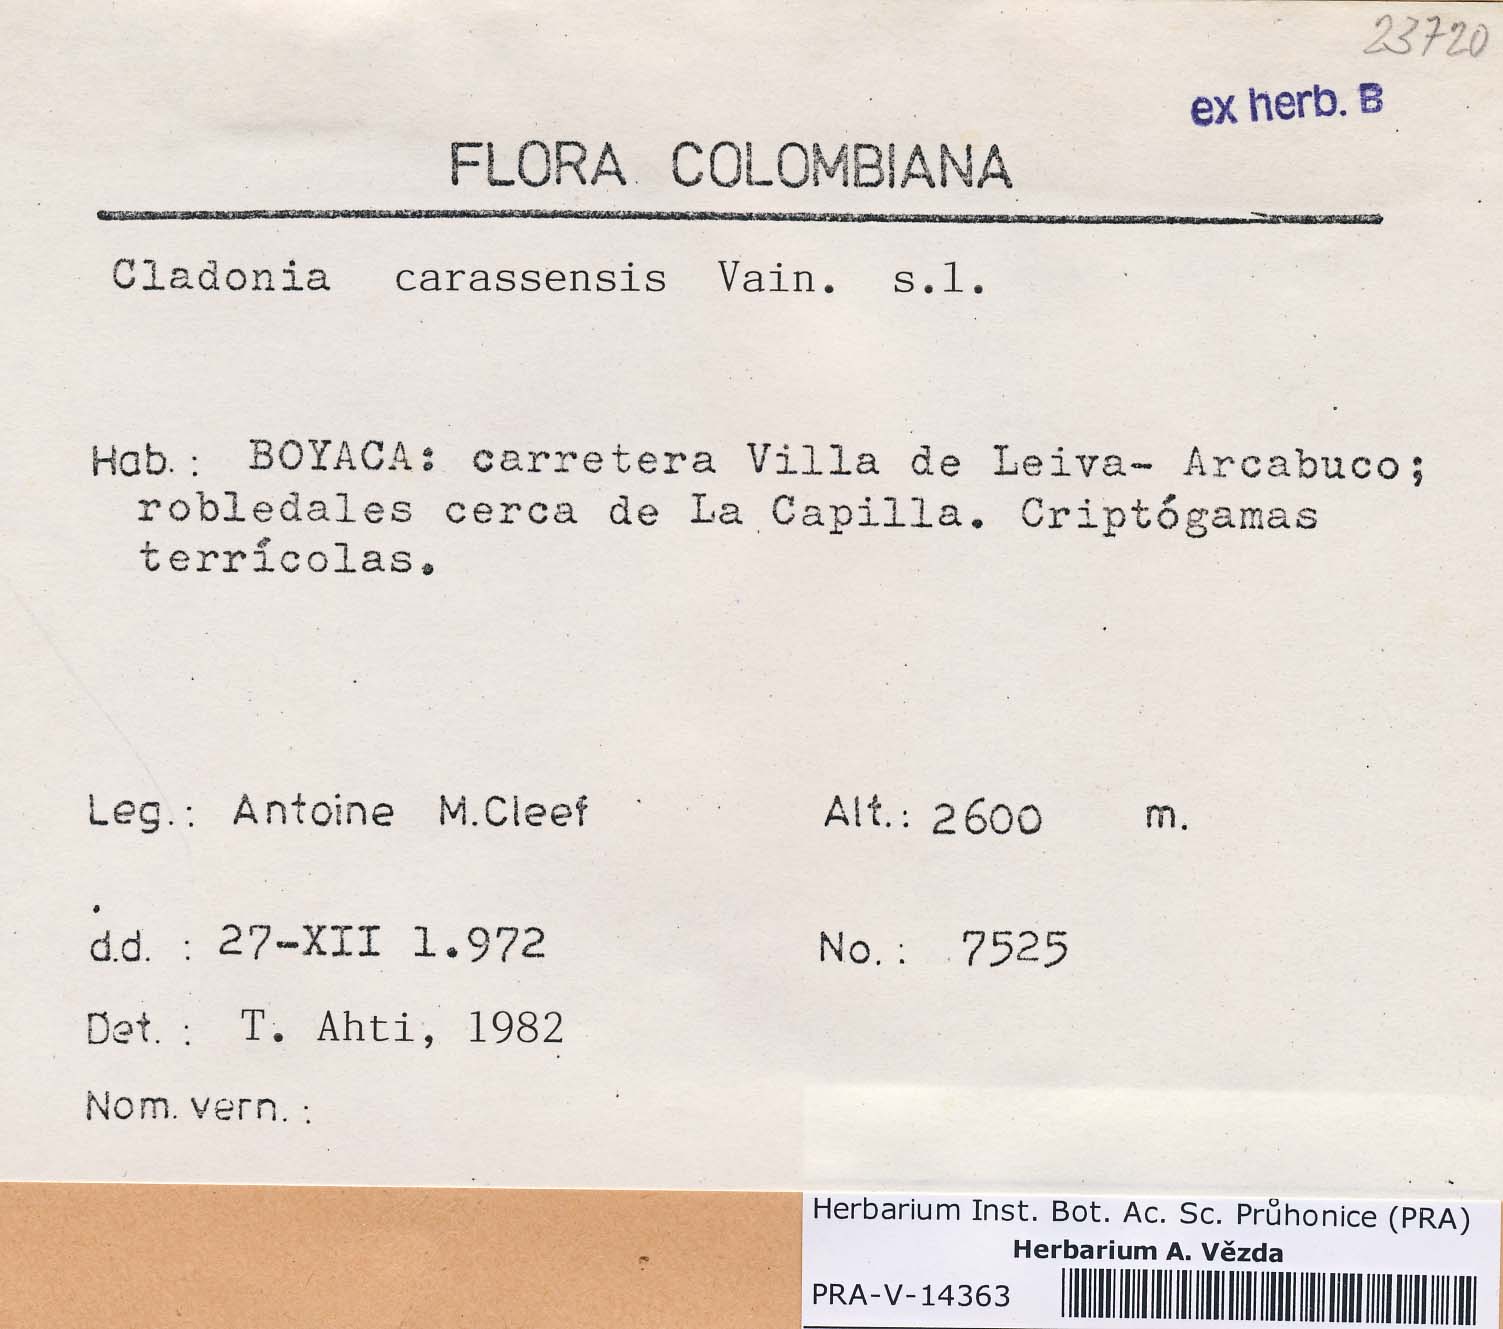 23720
ex herb. B
FLORA COLOMBIANA
Cladonia carassensis Vain. s.l.
Hab.: BOYACA: carretera Villa de Leiva- Arcabuco;
robledales cerca de La Capilla. Criptógamas
terrícolas.
Leg.: Antoine M.Cleef Alt.: 2600 m.
d.d. : 27-XII 1.972 No.: 7525
Det. : T. Ahti, 1982
Nom. vern. :
Herbarium Inst. Bot. Ac. Sc. Průhonice (PRA)
Herbarium A. Vězda
PRA-V-14363